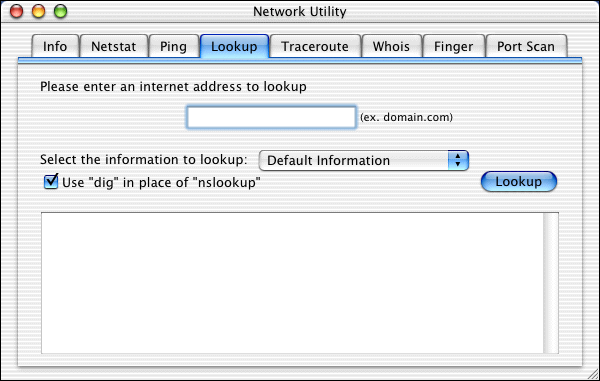 Network Utility
Info Netstat Ping Lookup Traceroute Whois Finger Port Scan
Please enter an internet address to lookup
(ex. domain.com)
Select the information to lookup: Default Information
Use "dig" in place of "nslookup" Lookup